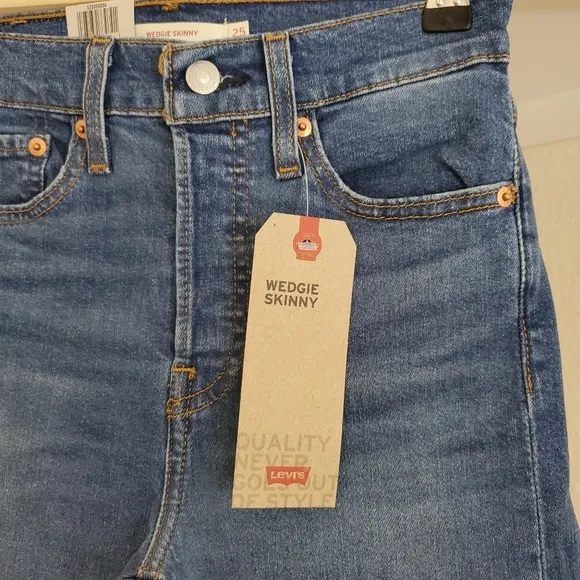 WEDGIE SKINNY
25
WEDGIE
SKINNY
QUALITY
NEVER
GOES OUT
OF STYLE
LEVI'S